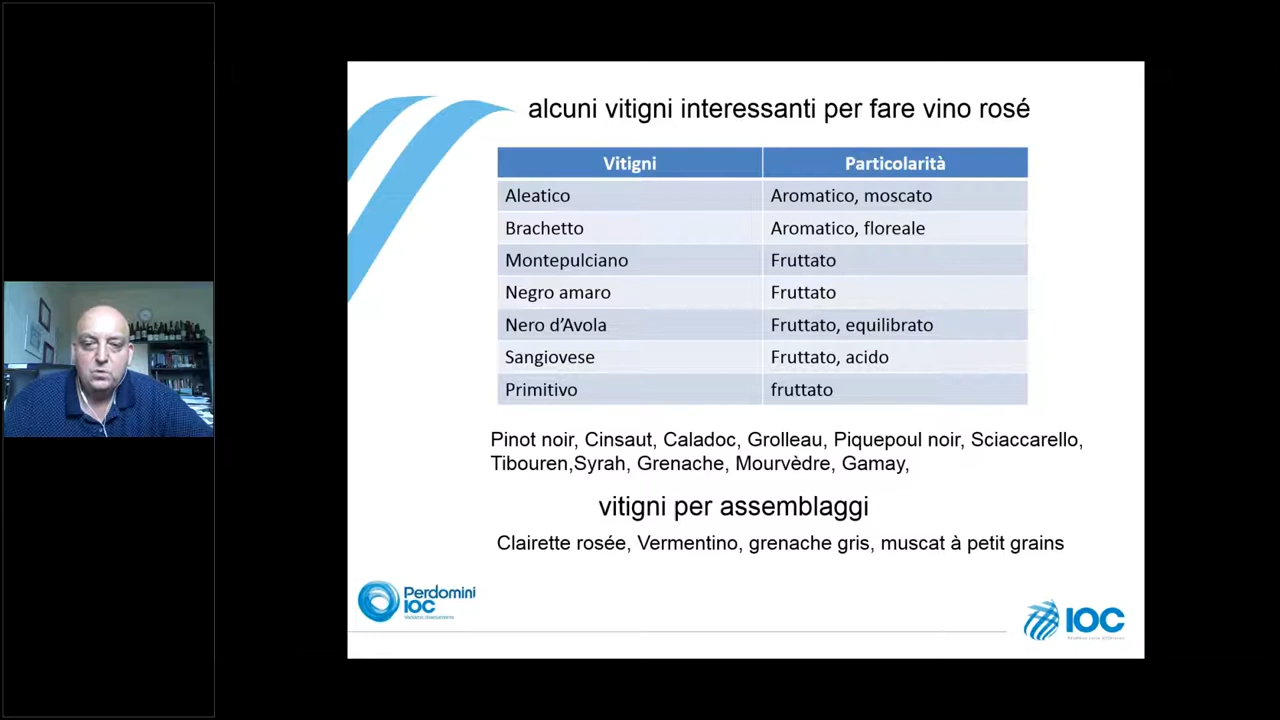 alcuni vitigni interessanti per fare vino rosé
Vitigni Particolarità
Aleatico Aromatico, moscato
Brachetto Aromatico, floreale
Montepulciano Fruttato
Negro amaro Fruttato
Nero d'Avola Fruttato, equilibrato
Sangiovese Fruttato, acido
Primitivo fruttato
Pinot noir, Cinsaut, Caladoc, Grolleau, Piquepoul noir, Sciaccarello,
Tibouren,Syrah, Grenache, Mourvèdre, Gamay,
vitigni per assemblaggi
Clairette rosée, Vermentino, grenache gris, muscat à petit grains
Perdomini
IOC
IOC